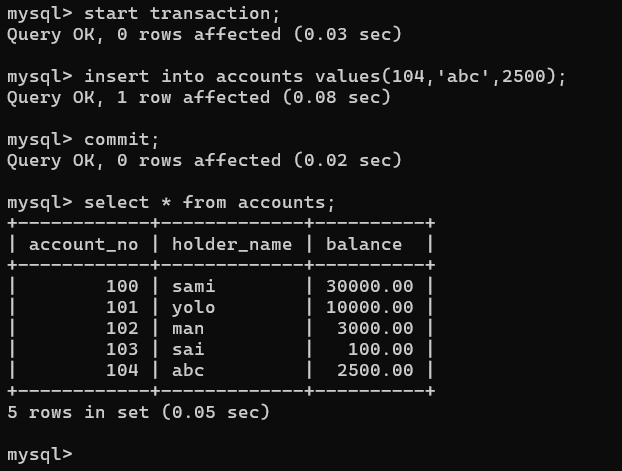 mysql> start transaction;
Query OK, 0 rows affected (0.03 sec)
mysql> insert into accounts values(104,'abc',2500);
Query OK, 1 row affected (0.08 sec)
mysql> commit;
Query OK, 0 rows affected (0.02 sec)
mysql> select * from accounts;
+------------+-------------+----------+
| account_no | holder_name | balance  |
+------------+-------------+----------+
|        100 | sami        | 30000.00 |
|        101 | yolo        | 10000.00 |
|        102 | man         |  3000.00 |
|        103 | sai         |   100.00 |
|        104 | abc         |  2500.00 |
+------------+-------------+----------+
5 rows in set (0.05 sec)
mysql>